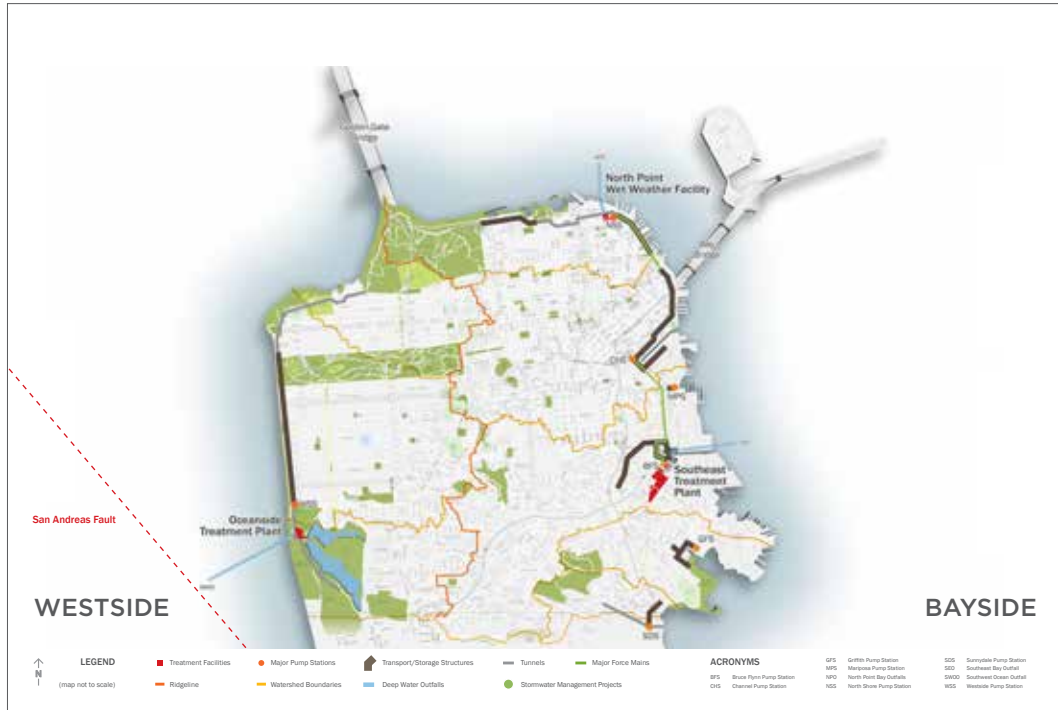 Golden Gate
Bridge
North Point
Wet Weather Facility
CHS
MPS
BFS
Southeast
Treatment
Plant
GFS
SDS
San Andreas Fault
Oceanside
Treatment Plant
WESTSIDE
BAYSIDE
N
(map not to scale)
LEGEND
Treatment Facilities
Major Pump Stations
Transport/Storage Structures
Tunnels
Major Force Mains
Ridgeline
Watershed Boundaries
Deep Water Outfalls
Stormwater Management Projects
ACRONYMS
BFS Bruce Flynn Pump Station
CHS Channel Pump Station
GFS Griffith Pump Station
MPS Mariposa Pump Station
NPO North Point Bay Outfalls
NSS North Shore Pump Station
SDS Sunnydale Pump Station
SEO Southeast Bay Outfall
SWOO Southwest Ocean Outfall
WSS Westside Pump Station